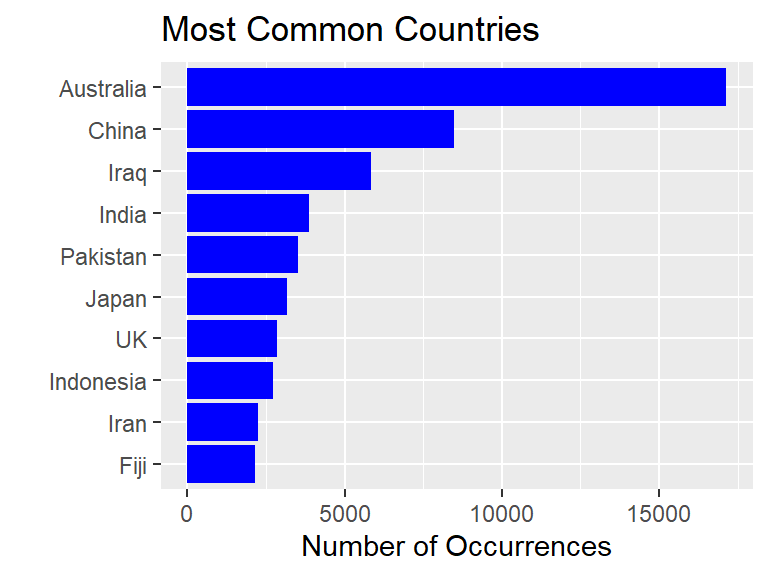 Most Common Countries
Australia
China
Iraq
India
Pakistan
Japan
UK
Indonesia
Iran
Fiji
0 5000 10000 15000
Number of Occurrences